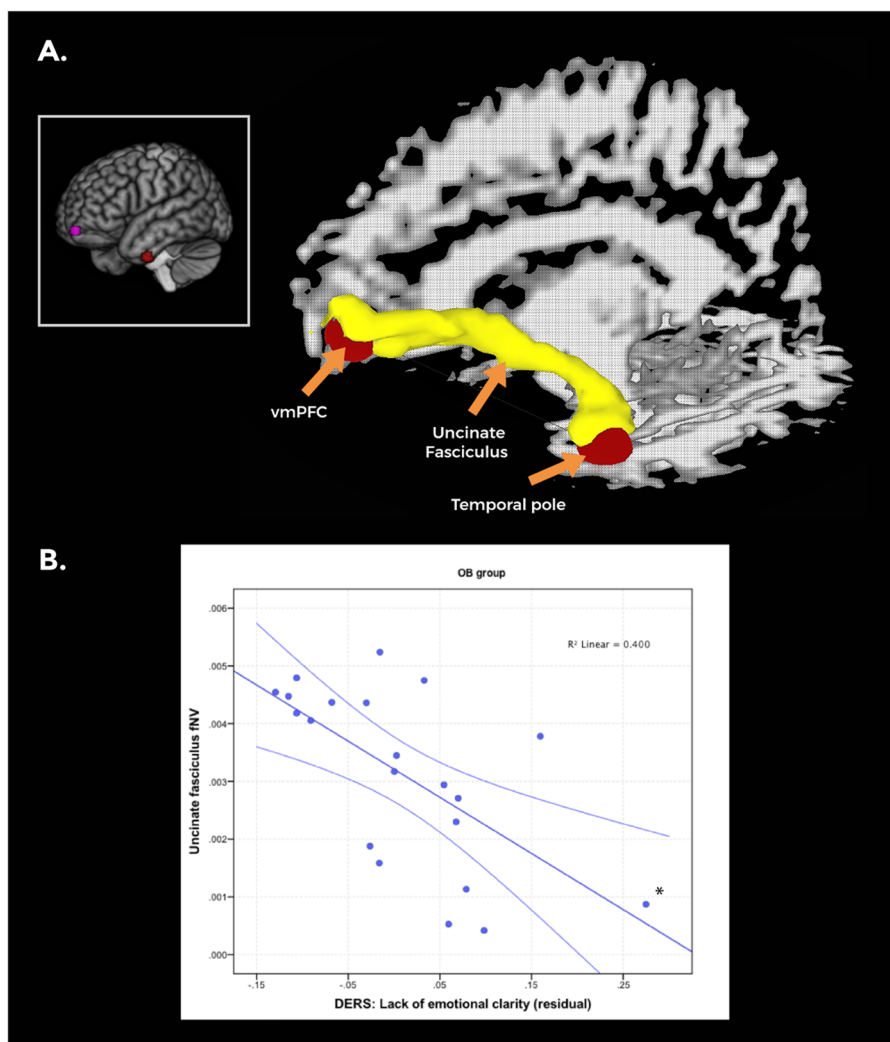 A.
vmPFC
Uncinate
Fasciculus
Temporal pole
B.
OB group
R² Linear = 0.400
Uncinate fasciculus fNV
.006
.005
.004
.003
.002
.001
.000
*
-.15
-.05
.05
.15
.25
DERS: Lack of emotional clarity (residual)